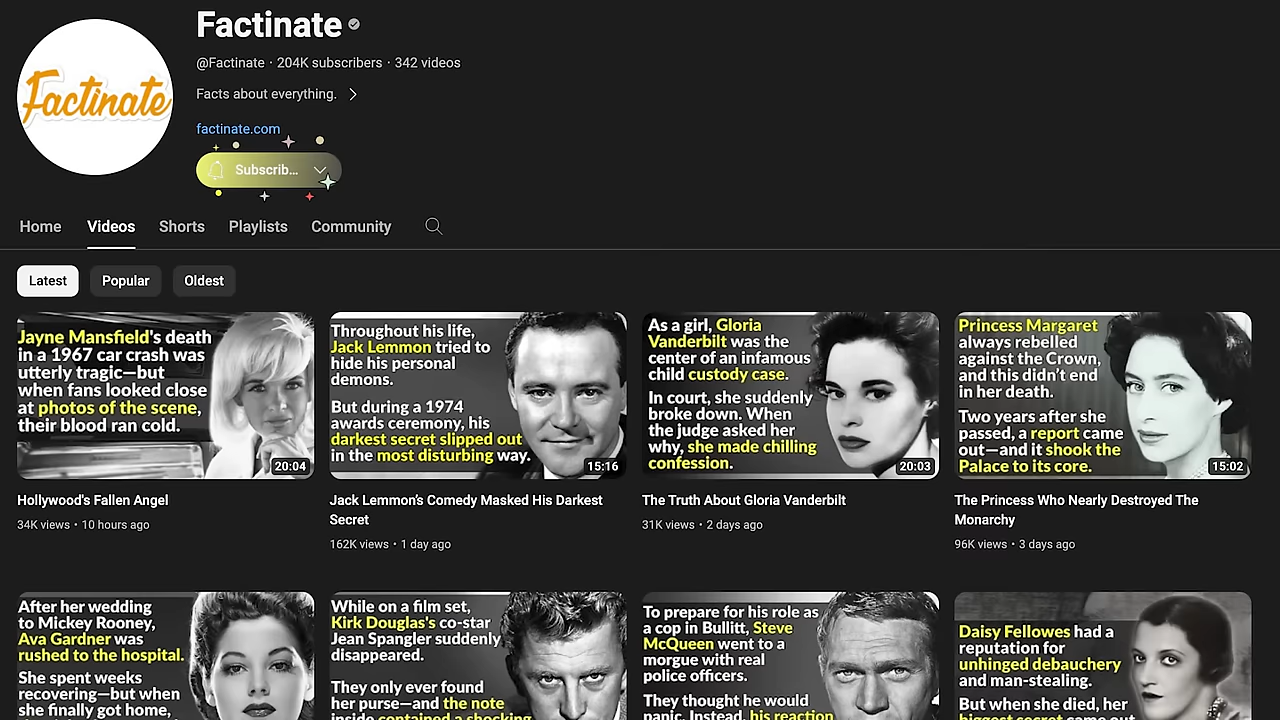 Factinate
Factinate
@Factinate · 204K subscribers · 342 videos
Facts about everything.
factinate.com
Subscrib...
Home Videos Shorts Playlists Community
Latest Popular Oldest
Jayne Mansfield's death
in a 1967 car crash was
utterly tragic—but
when fans looked close
at photos of the scene,
their blood ran cold.
20:04
Hollywood's Fallen Angel
34K views • 10 hours ago
Throughout his life,
Jack Lemmon tried to
hide his personal
demons.
But during a 1974
awards ceremony, his
darkest secret slipped out
in the most disturbing way.
15:16
Jack Lemmon's Comedy Masked His Darkest
Secret
162K views • 1 day ago
As a girl, Gloria
Vanderbilt was the
center of an infamous
child custody case.
In court, she suddenly
broke down. When
the judge asked her
why, she made chilling
confession.
20:03
The Truth About Gloria Vanderbilt
31K views • 2 days ago
Princess Margaret
always rebelled
against the Crown,
and this didn't end
in her death.
Two years after she
passed, a report came
out—and it shook the
Palace to its core.
15:02
The Princess Who Nearly Destroyed The
Monarchy
96K views • 3 days ago
After her wedding
to Mickey Rooney,
Ava Gardner was
rushed to the hospital.
She spent weeks
recovering—but when
she finally got home,
While on a film set,
Kirk Douglas's co-star
Jean Spangler suddenly
disappeared.
They only ever found
her purse—and the note
inside contained a shocking
To prepare for his role as
a cop in Bullitt, Steve
McQueen went to a
morgue with real
police officers.
They thought he would
panic. Instead, his reaction
Daisy Fellowes had a
reputation for
unhinged debauchery
and man-stealing.
But when she died, her
biggest secret came out